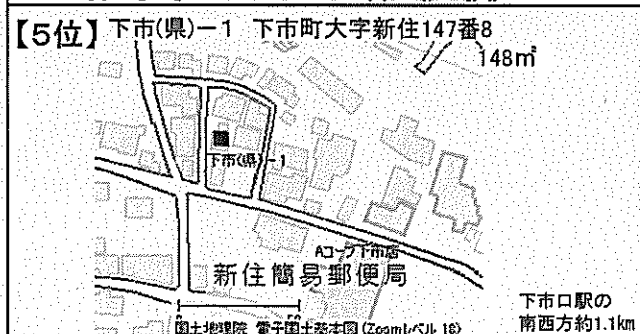 【5位】下市(県)-1 下市町大字新住147番8
148㎡
下市(県)-1
Aコープ下市店
新住簡易郵便局
国土地理院 電子国土基本図(Zoomレベル 18)
下市口駅の
南西方約1.1km